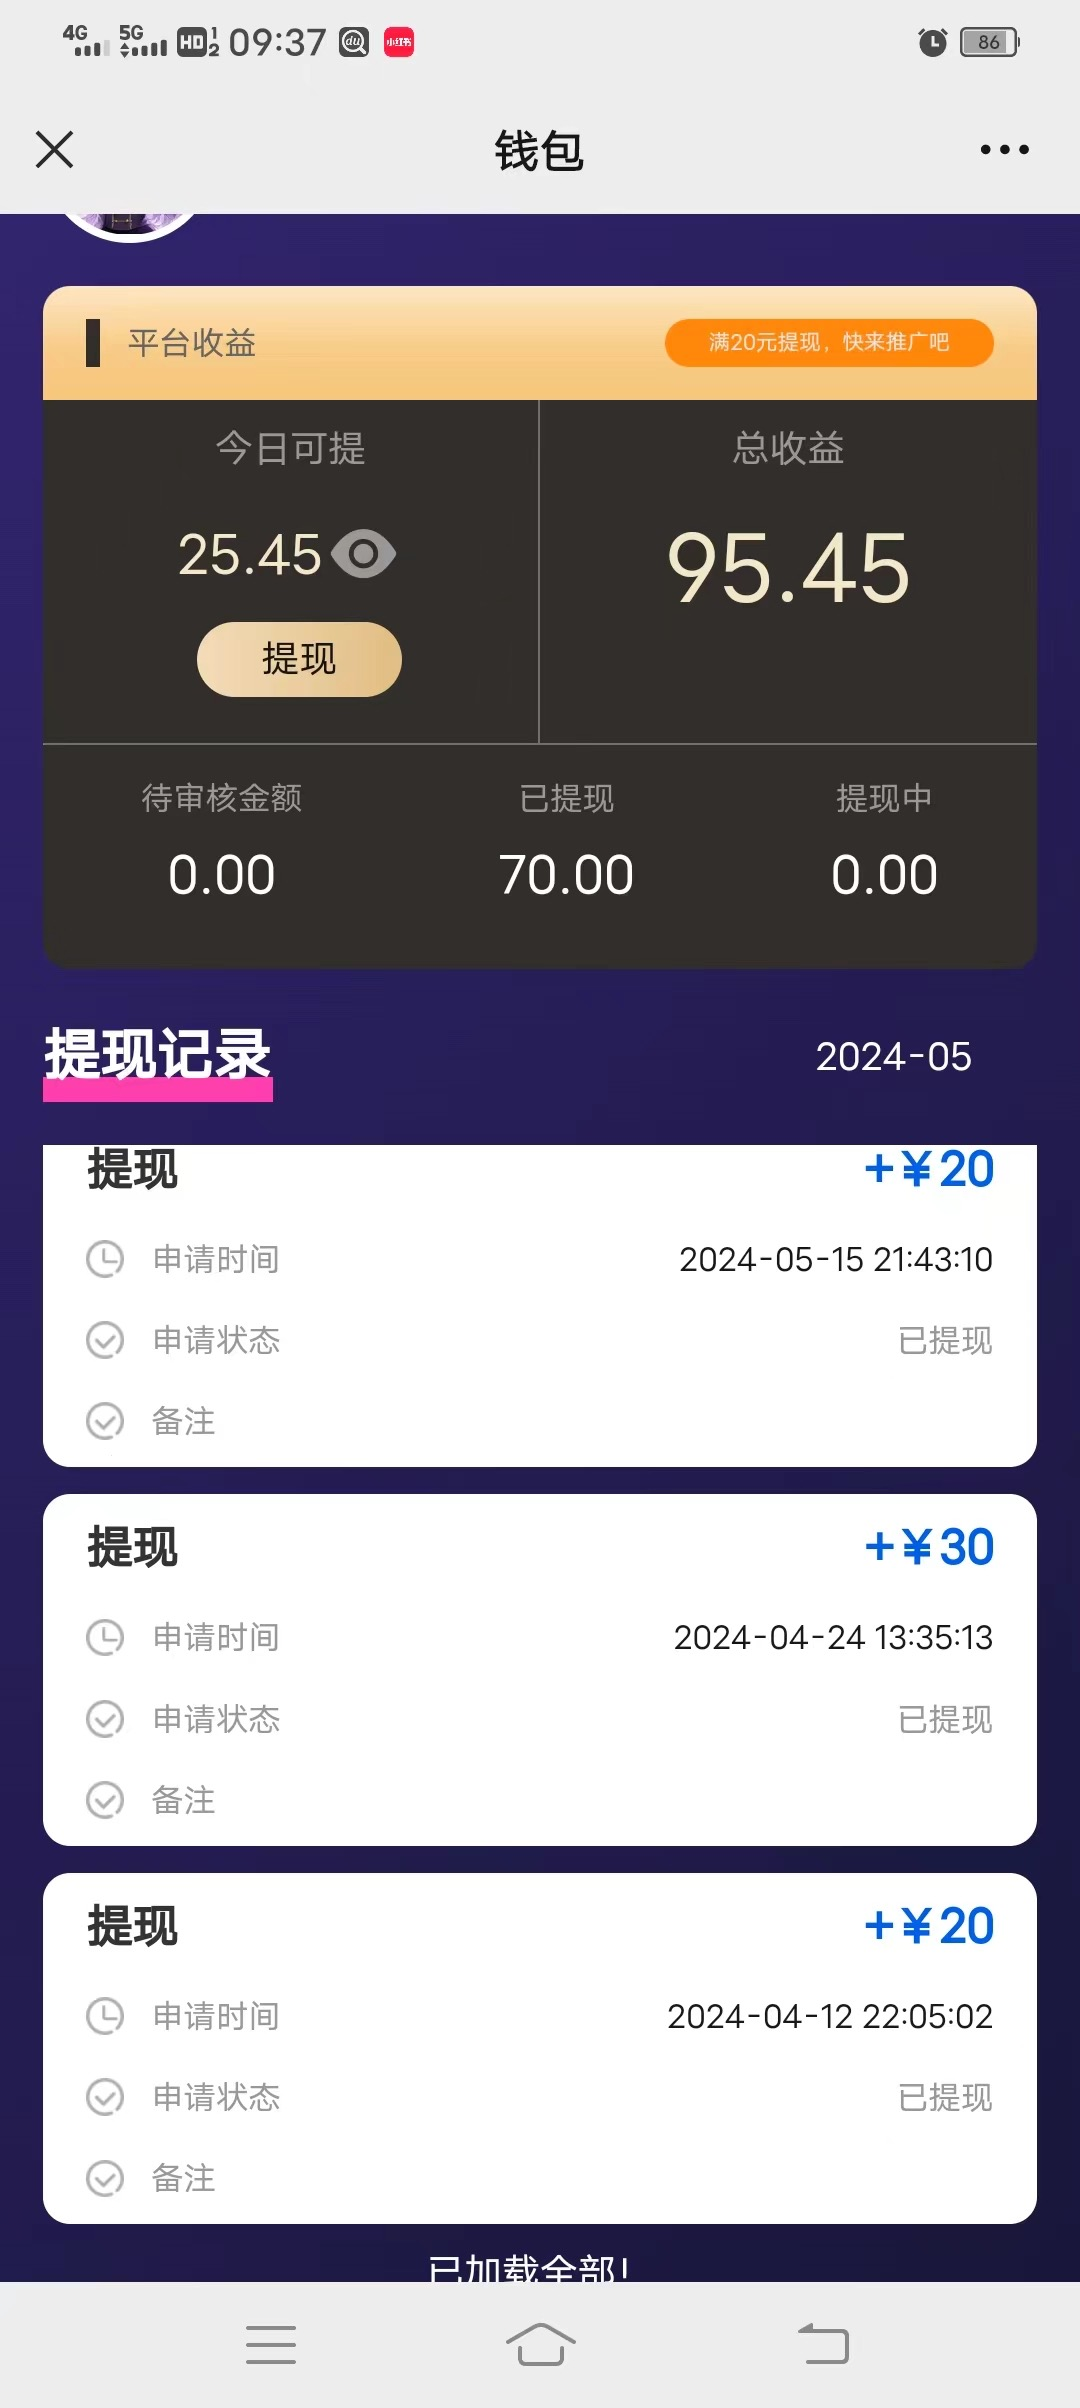 4G 5G HD 1 2 09:37 du 小红书 86
钱包
平台收益 满20元提现，快来推广吧
今日可提 总收益
25.45 95.45
提现
待审核金额 已提现 提现中
0.00 70.00 0.00
提现记录 2024-05
提现 +¥20
申请时间 2024-05-15 21:43:10
申请状态 已提现
备注
提现 +¥30
申请时间 2024-04-24 13:35:13
申请状态 已提现
备注
提现 +¥20
申请时间 2024-04-12 22:05:02
申请状态 已提现
备注
已加载全部!